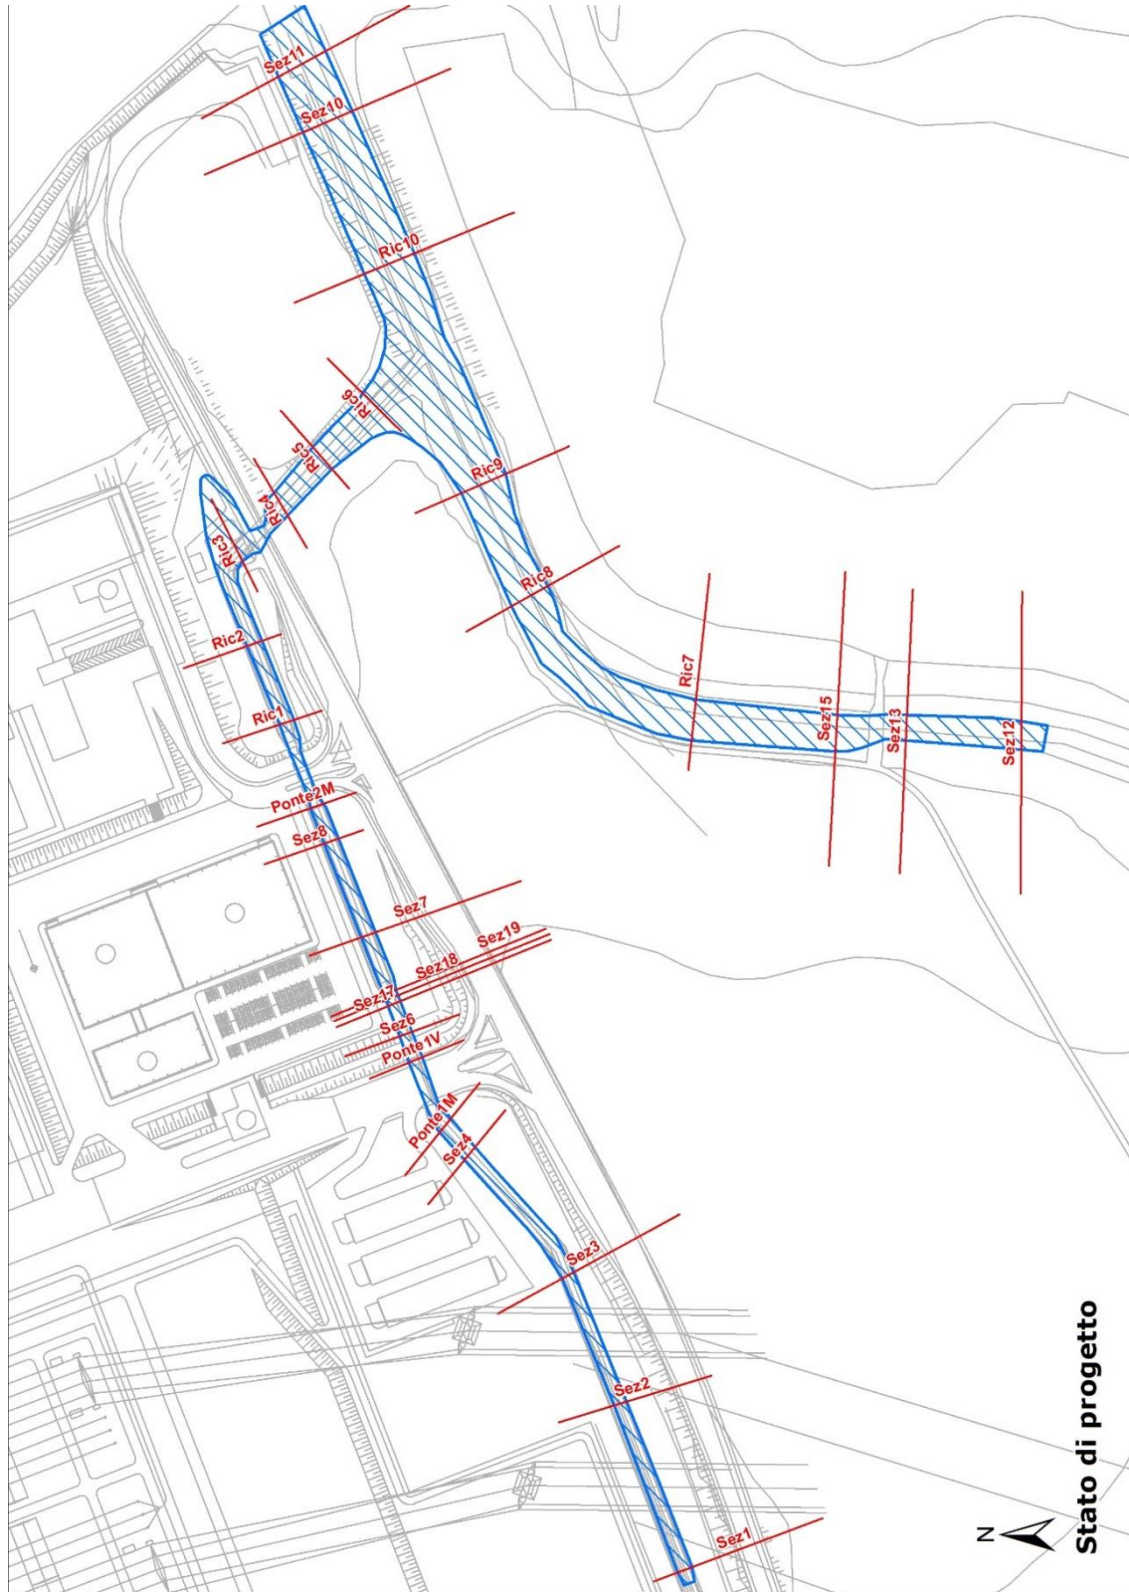 Sez11
Sez10
Ric10
Ric6
Ric5
Ric9
Ric4
Ric3
Ric8
Ric2
Ric7
Ric1
Sez15
Sez13
Sez12
Ponte2M
Sez8
Sez7
Sez19
Sez18
Sez17
Sez6
Ponte1V
Ponte1M
Sez4
Sez3
Sez2
Sez1
N
Stato di progetto